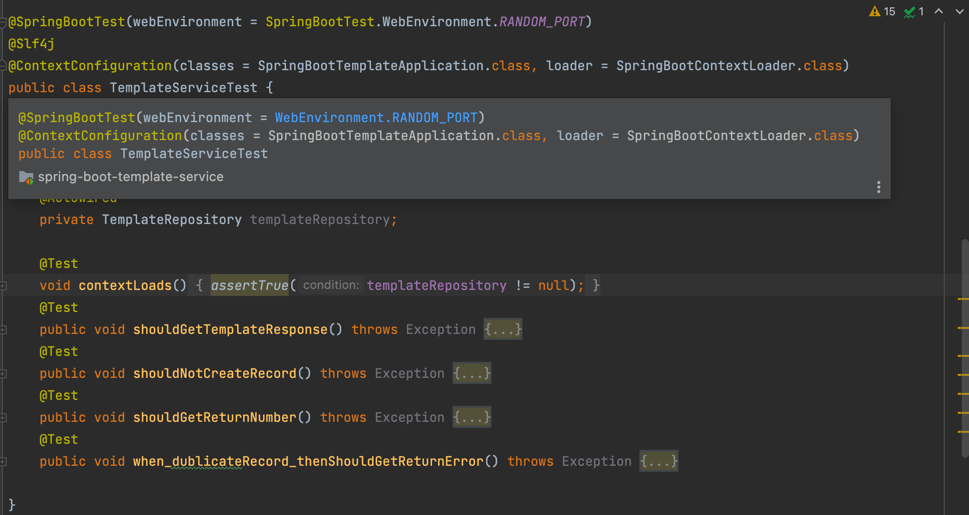 @SpringBootTest(webEnvironment = SpringBootTest.WebEnvironment.RANDOM_PORT)
15 1
@Slf4j
@ContextConfiguration(classes = SpringBootTemplateApplication.class, loader = SpringBootContextLoader.class)
public class TemplateServiceTest {
@SpringBootTest(webEnvironment = WebEnvironment.RANDOM_PORT)
@ContextConfiguration(classes = SpringBootTemplateApplication.class, loader = SpringBootContextLoader.class)
public class TemplateServiceTest
spring-boot-template-service
@Autowired
private TemplateRepository templateRepository;
@Test
void contextLoads() { assertTrue( condition: templateRepository != null); }
@Test
public void shouldGetTemplateResponse() throws Exception {...}
@Test
public void shouldNotCreateRecord() throws Exception {...}
@Test
public void shouldGetReturnNumber() throws Exception {...}
@Test
public void when_dublicateRecord_thenShouldGetReturnError() throws Exception {...}
}